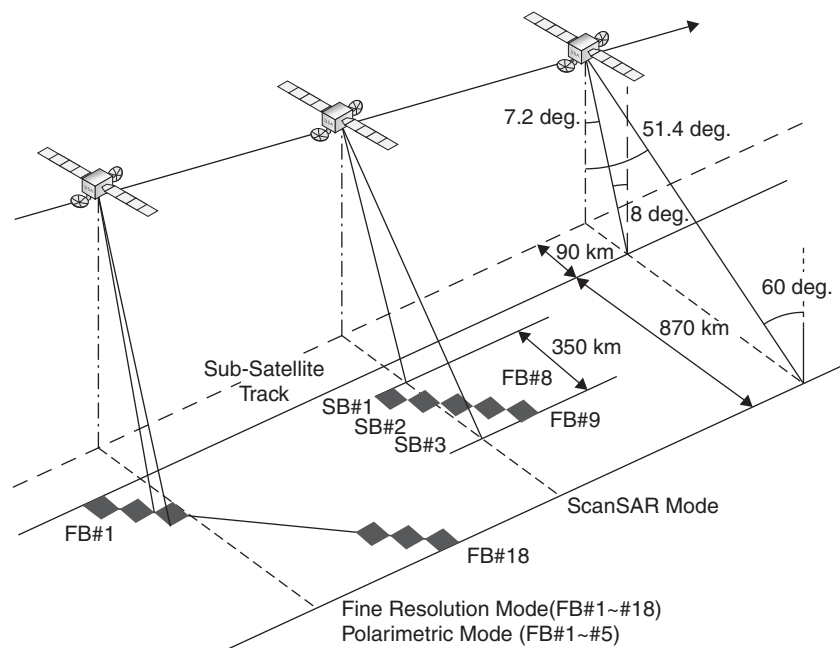 7.2 deg.
51.4 deg.
8 deg.
90 km
60 deg.
870 km
350 km
Sub-Satellite
Track
FB#8
SB#1
SB#2
FB#9
SB#3
ScanSAR Mode
FB#1
FB#18
Fine Resolution Mode(FB#1~#18)
Polarimetric Mode (FB#1~#5)